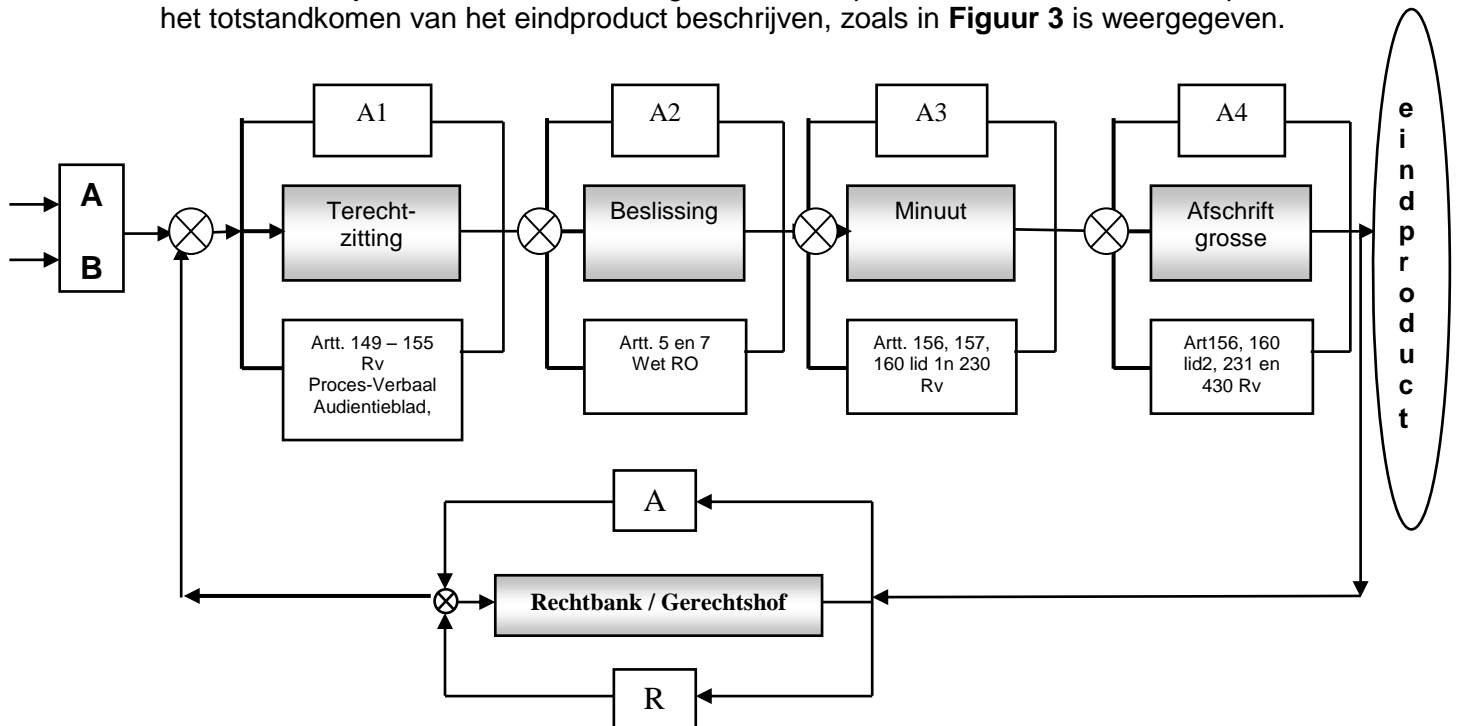 het totstandkomen van het eindproduct beschrijven, zoals in Figuur 3 is weergegeven.
A1
A2
A3
A4
A
B
Terecht-
zitting
Beslissing
Minuut
Afschrift
grosse
eindproduct
Artt. 149 – 155
Rv
Proces-Verbaal
Audientieblad,
Artt. 5 en 7
Wet RO
Artt. 156, 157,
160 lid 1n 230
Rv
Art156, 160
lid2, 231 en
430 Rv
A
Rechtbank / Gerechtshof
R